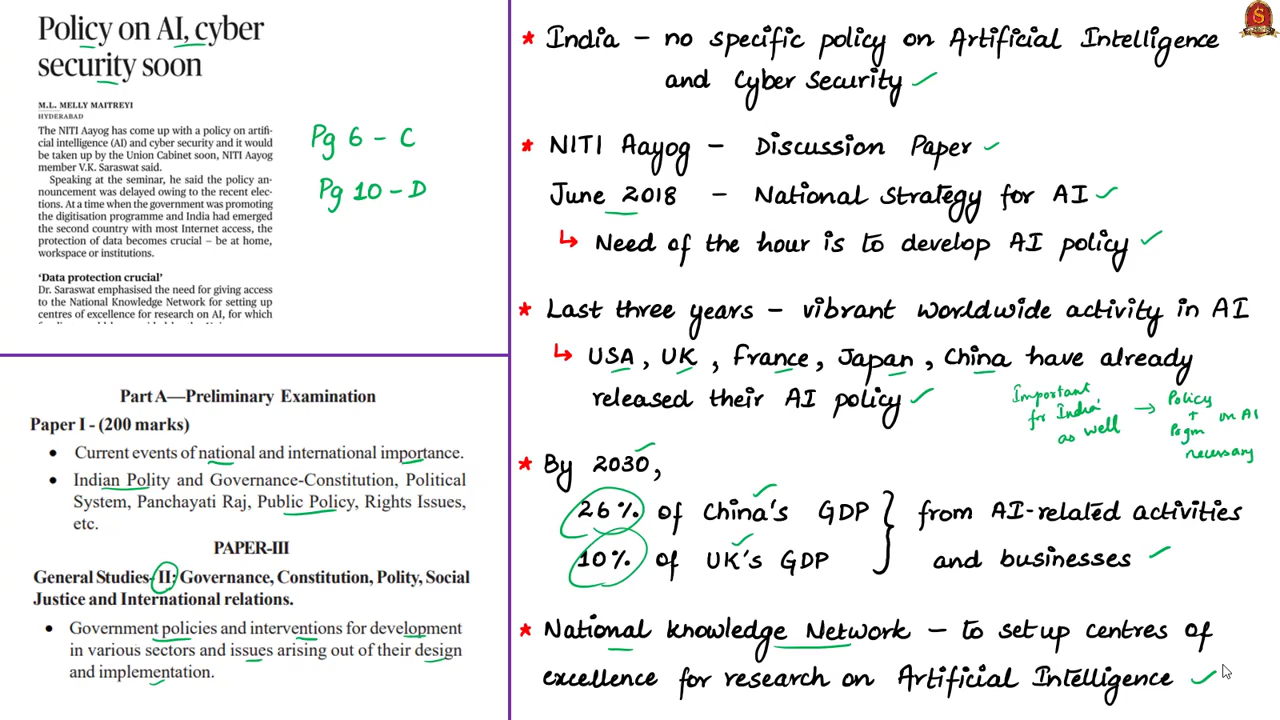 Policy on AI, cyber
security soon
M.L. MELLY MAITREYI
HYDERABAD
The NITI Aayog has come up with a policy on artifi-
cial intelligence (AI) and cyber security and it would
be taken up by the Union Cabinet soon, NITI Aayog
member V.K. Saraswat said.
Speaking at the seminar, he said the policy an-
nouncement was delayed owing to the recent elec-
tions. At a time when the government was promoting
the digitisation programme and India had emerged
the second country with most Internet access, the
protection of data becomes crucial – be at home,
workspace or institutions.
'Data protection crucial'
Dr. Saraswat emphasised the need for giving access
to the National Knowledge Network for setting up
centres of excellence for research on AI, for which
Pg 6 - C
Pg 10 - D
Part A—Preliminary Examination
Paper I - (200 marks)
• Current events of national and international importance.
• Indian Polity and Governance-Constitution, Political
System, Panchayati Raj, Public Policy, Rights Issues,
etc.
PAPER-III
General Studies- II: Governance, Constitution, Polity, Social
Justice and International relations.
• Government policies and interventions for development
in various sectors and issues arising out of their design
and implementation.
* India – no specific policy on Artificial Intelligence
and Cyber Security
* NITI Aayog – Discussion Paper
June 2018 – National Strategy for AI
↳ Need of the hour is to develop AI policy
* Last three years – vibrant worldwide activity in AI
↳ USA, UK, France, Japan, China have already
released their AI policy
Important
for India
as well
→ Policy
+
Pogm
on AI
necessary
* By 2030,
26% of China's GDP
10% of UK's GDP
} from AI-related activities
and businesses
* National Knowledge Network – to setup centres of
excellence for research on Artificial Intelligence
S